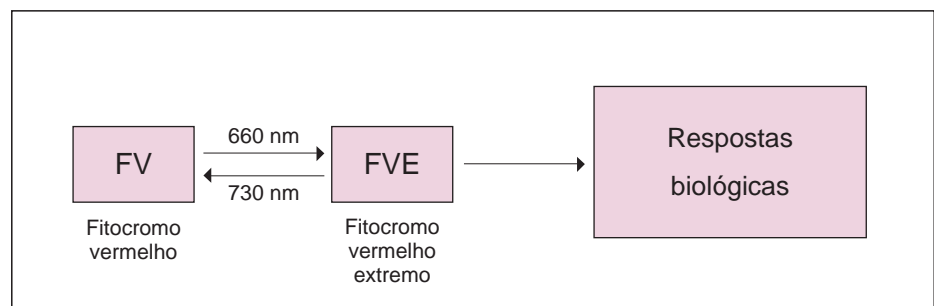 660 nm
FV
730 nm
FVE
Respostas
biológicas
Fitocromo
vermelho
Fitocromo
vermelho
extremo